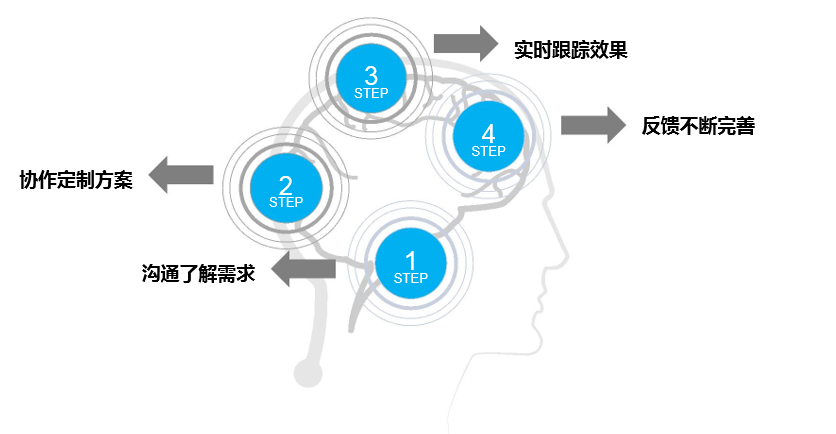 3
STEP
实时跟踪效果
4
STEP
反馈不断完善
2
STEP
协作定制方案
1
STEP
沟通了解需求